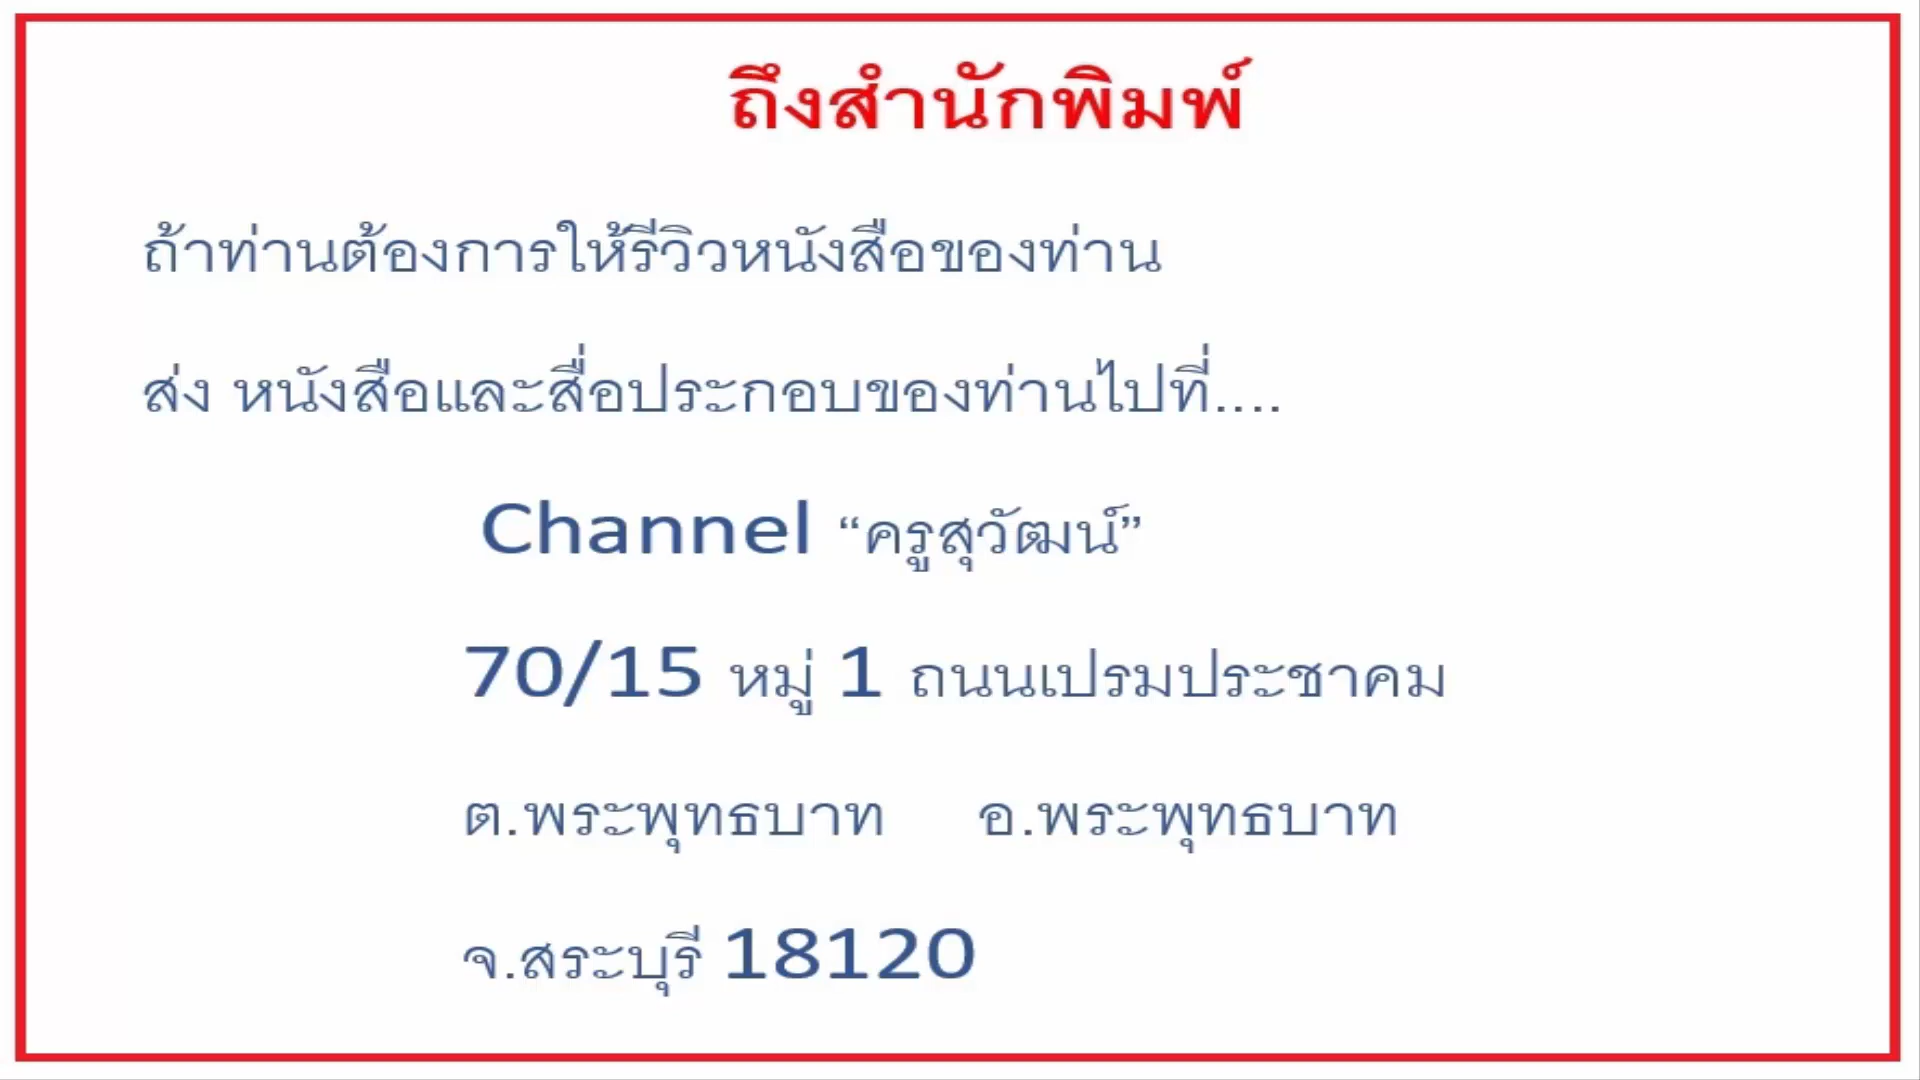 ถึงสำนักพิมพ์
ถ้าท่านต้องการให้รีวิวหนังสือของท่าน
ส่ง หนังสือและสื่อประกอบของท่านไปที่....
Channel “ครูสุวัฒน์”
70/15 หมู่ 1 ถนนเปรมประชาคม
ต.พระพุทธบาท อ.พระพุทธบาท
จ.สระบุรี 18120